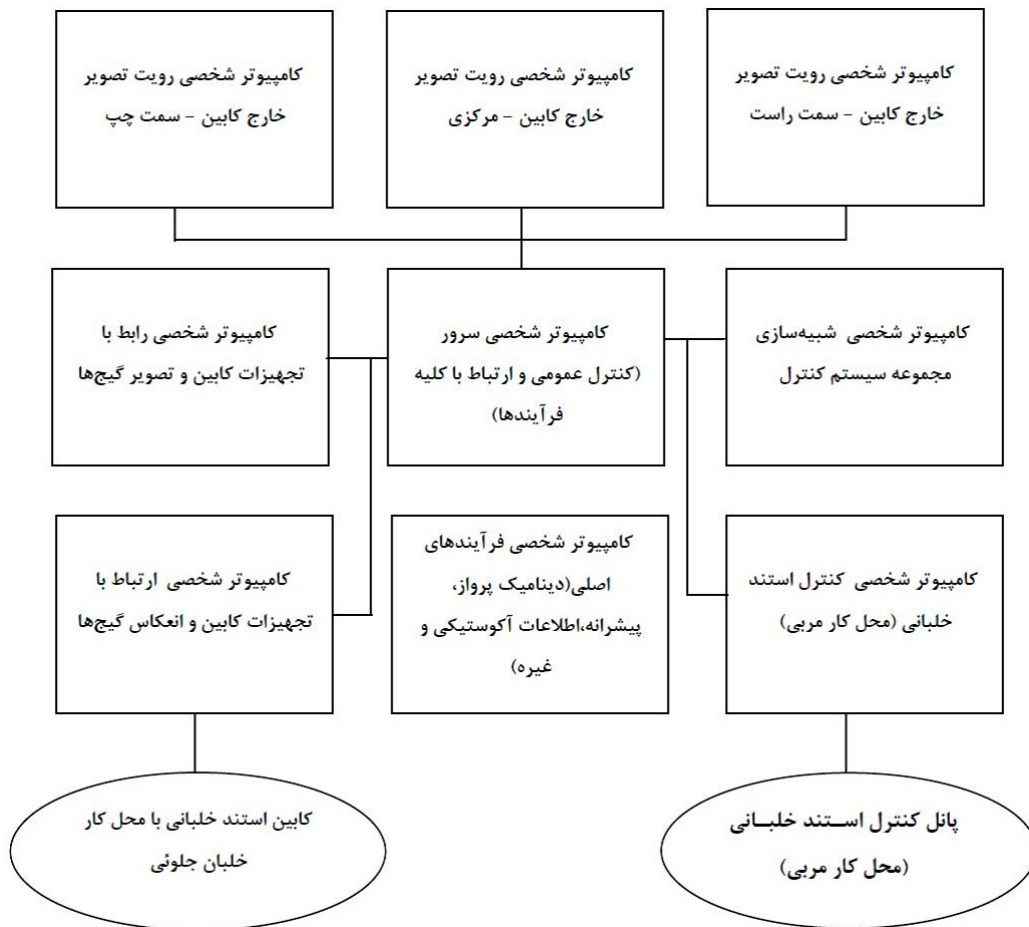 کامپیوتر شخصی رویت تصویر
خارج کابین – سمت راست
کامپیوتر شخصی رویت تصویر
خارج کابین – مرکزی
کامپیوتر شخصی رویت تصویر
خارج کابین – سمت چپ
کامپیوتر شخصی شبیه‌سازی
مجموعه سیستم کنترل
کامپیوتر شخصی سرور
(کنترل عمومی و ارتباط با کلیه
فرآیندها)
کامپیوتر شخصی رابط با
تجهیزات کابین و تصویر گیج‌ها
کامپیوتر شخصی کنترل استند
خلبانی (محل کار مربی)
کامپیوتر شخصی فرآیندهای
اصلی(دینامیک پرواز،
پیشرانه،اطلاعات آکوستیکی و
غیره)
کامپیوتر شخصی ارتباط با
تجهیزات کابین و انعکاس گیج‌ها
پانل کنترل اســتند خلبــانی
(محل کار مربی)
کابین استند خلبانی با محل کار
خلبان جلوئی